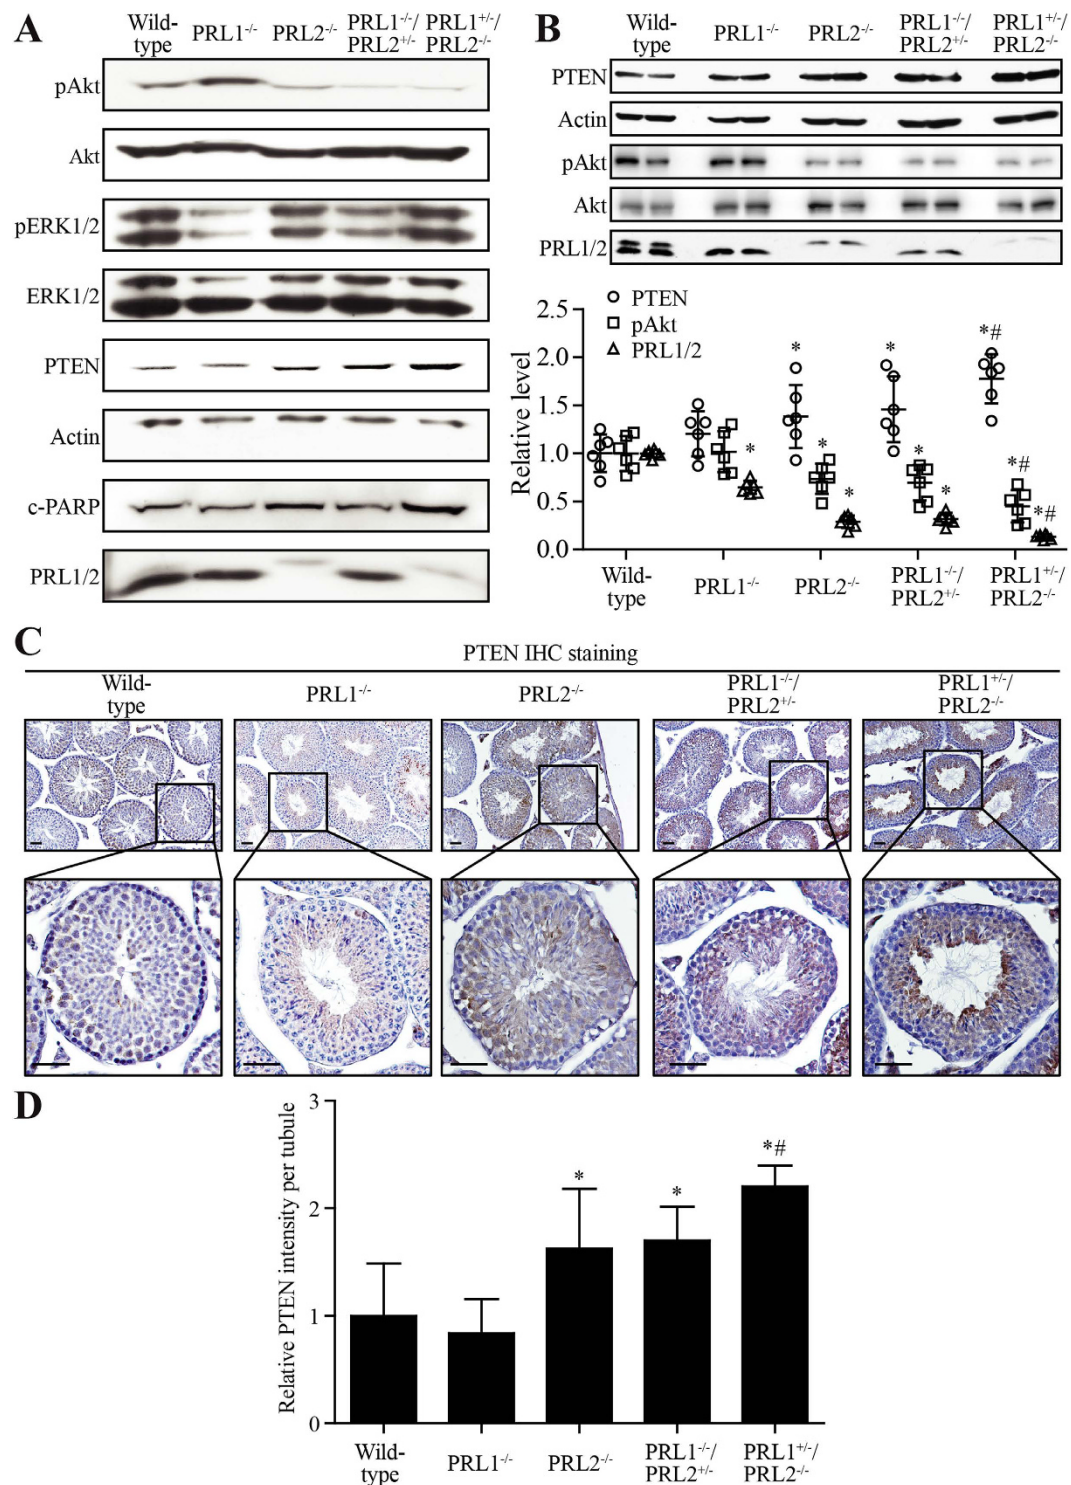 A
Wild-
type
PRL1-/-
PRL2-/-
PRL1-/-/
PRL2+/-
PRL1+/-/
PRL2-/-
pAkt
Akt
pERK1/2
ERK1/2
PTEN
Actin
c-PARP
PRL1/2
B
Wild-
type
PRL1-/-
PRL2-/-
PRL1-/-/
PRL2+/-
PRL1+/-/
PRL2-/-
PTEN
Actin
pAkt
Akt
PRL1/2
PTEN
pAkt
PRL1/2
Relative level
2.5
2.0
1.5
1.0
0.5
0.0
*
*
*
*
*
*
*
*#
*#
*#
Wild-
type
PRL1-/-
PRL2-/-
PRL1-/-/
PRL2+/-
PRL1+/-/
PRL2-/-
C
PTEN IHC staining
Wild-
type
PRL1-/-
PRL2-/-
PRL1-/-/
PRL2+/-
PRL1+/-/
PRL2-/-
D
Relative PTEN intensity per tubule
3
2
1
0
*
*
*#
Wild-
type
PRL1-/-
PRL2-/-
PRL1-/-/
PRL2+/-
PRL1+/-/
PRL2-/-